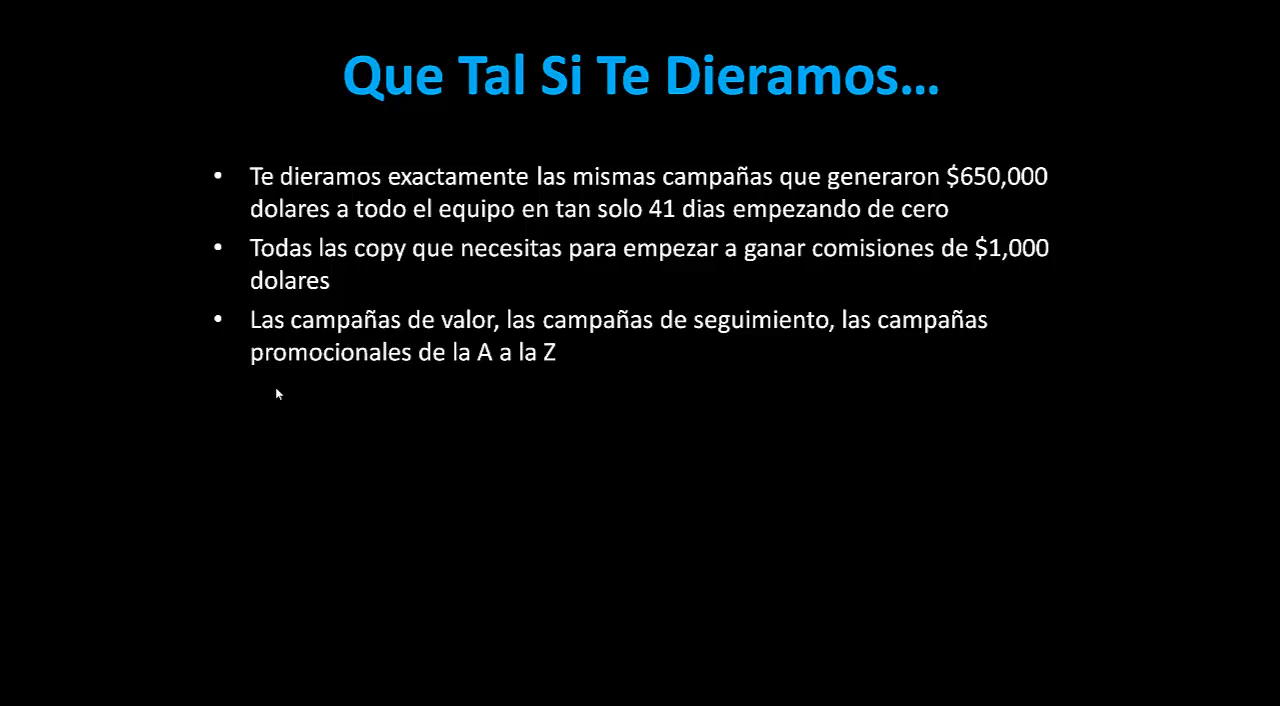 Que Tal Si Te Dieramos...
• Te dieramos exactamente las mismas campañas que generaron $650,000
dolares a todo el equipo en tan solo 41 dias empezando de cero
• Todas las copy que necesitas para empezar a ganar comisiones de $1,000
dolares
• Las campañas de valor, las campañas de seguimiento, las campañas
promocionales de la A a la Z